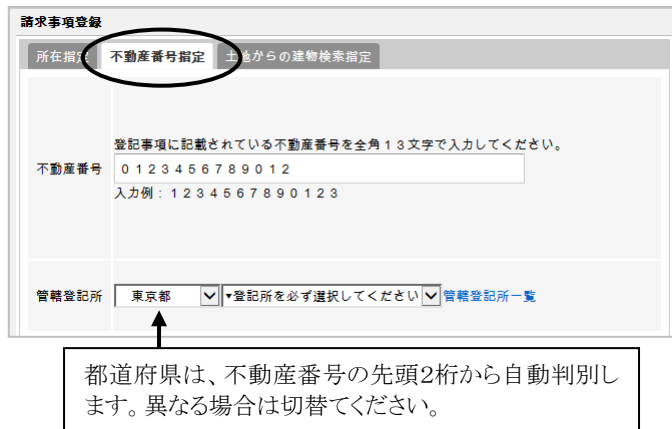 請求事項登録
所在指定 不動産番号指定 土地からの建物検索指定
登記事項に記載されている不動産番号を全角１３文字で入力してください。
不動産番号 ０１２３４５６７８９０１２
入力例：１２３４５６７８９０１２３
管轄登記所 東京都 ▼登記所を必ず選択してください 管轄登記所一覧
都道府県は、不動産番号の先頭２桁から自動判別し
ます。異なる場合は切替てください。